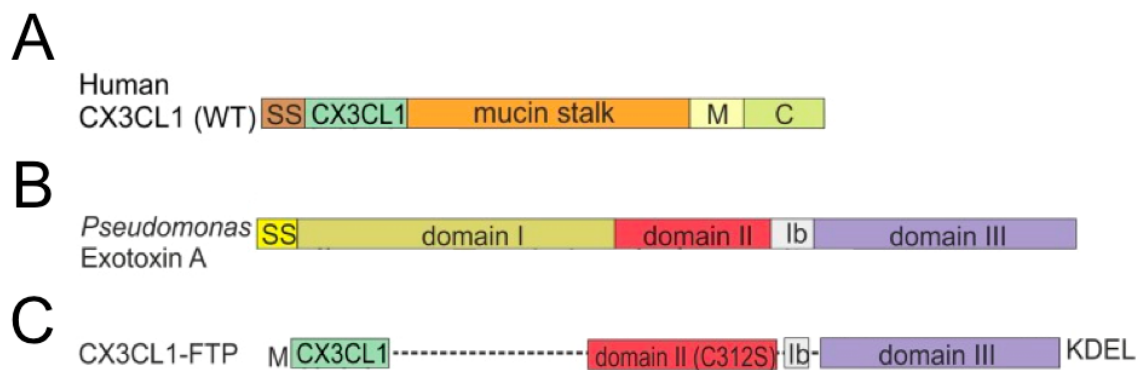 A
Human
CX3CL1 (WT) SS CX3CL1 mucin stalk M C
B
Pseudomonas SS domain I domain II Ib domain III
Exotoxin A
C
CX3CL1-FTP M CX3CL1 domain II (C312S) Ib domain III KDEL